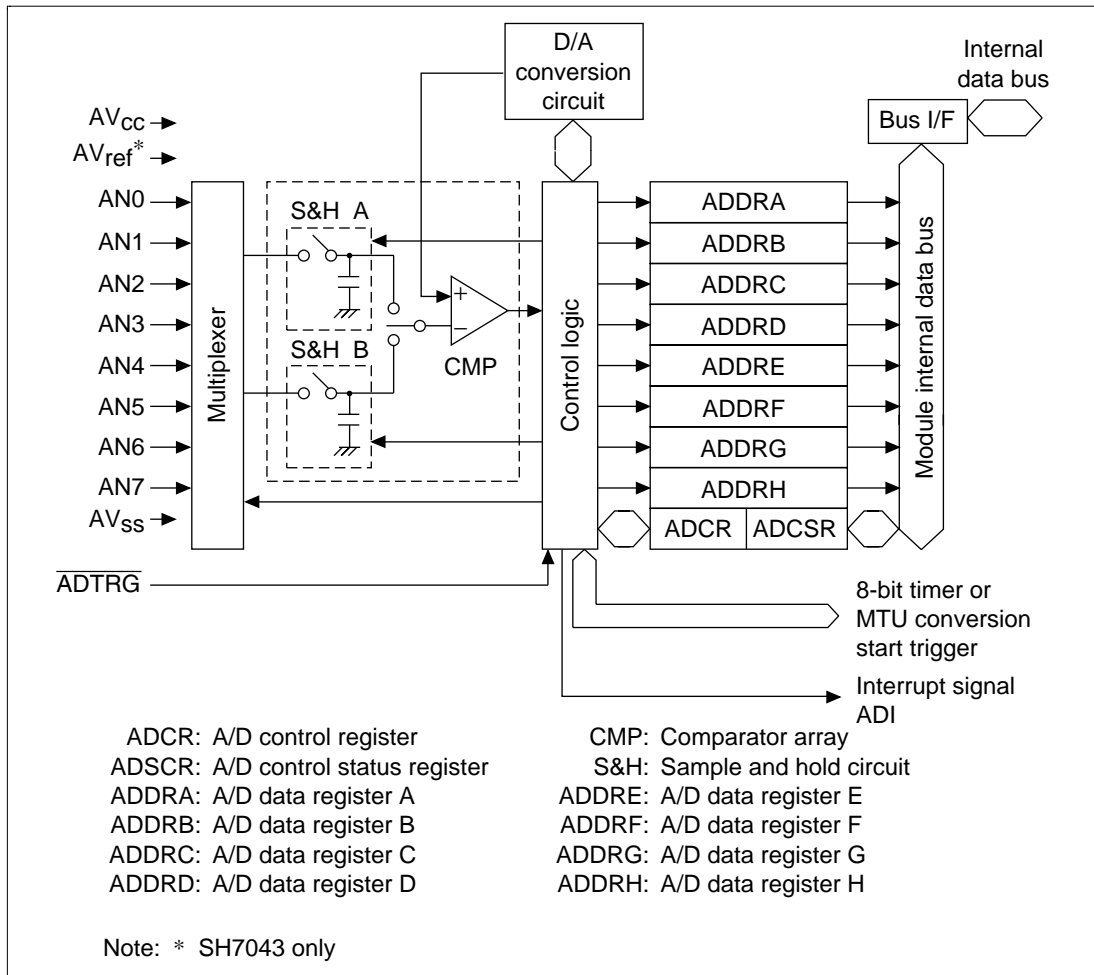 D/A
conversion
circuit
Internal
data bus
Bus I/F
AVcc
AVref*
AN0
AN1
AN2
AN3
AN4
AN5
AN6
AN7
AVss
ADTRG
Multiplexer
S&H A
S&H B
+
−
CMP
Control logic
ADDRA
ADDRB
ADDRC
ADDRD
ADDRE
ADDRF
ADDRG
ADDRH
ADCR
ADCSR
Module internal data bus
8-bit timer or
MTU conversion
start trigger
Interrupt signal
ADI
ADCR: A/D control register
ADSCR: A/D control status register
ADDRA: A/D data register A
ADDRB: A/D data register B
ADDRC: A/D data register C
ADDRD: A/D data register D
CMP: Comparator array
S&H: Sample and hold circuit
ADDRE: A/D data register E
ADDRF: A/D data register F
ADDRG: A/D data register G
ADDRH: A/D data register H
Note: * SH7043 only